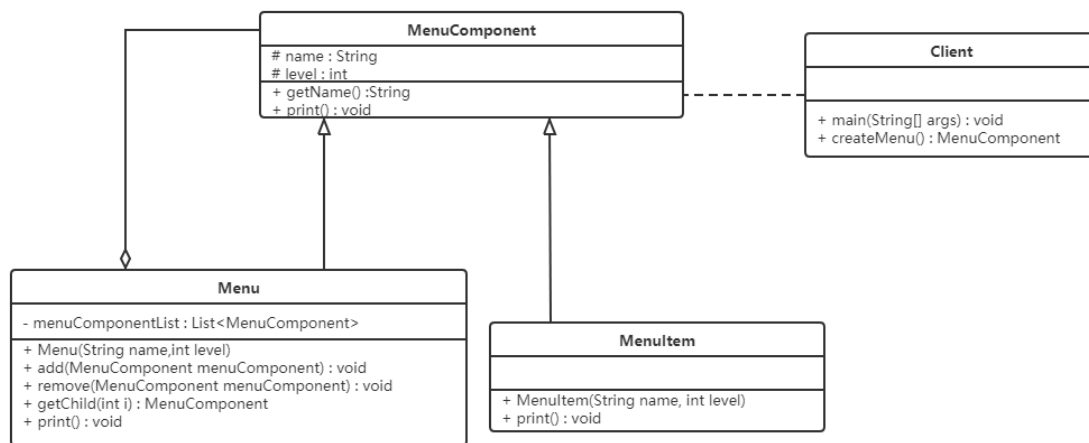 MenuComponent
# name : String
# level : int
+ getName() :String
+ print() : void
Client
+ main(String[] args) : void
+ createMenu() : MenuComponent
Menu
- menuComponentList : List<MenuComponent>
+ Menu(String name,int level)
+ add(MenuComponent menuComponent) : void
+ remove(MenuComponent menuComponent) : void
+ getChild(int i) : MenuComponent
+ print() : void
MenuItem
+ MenuItem(String name, int level)
+ print() : void